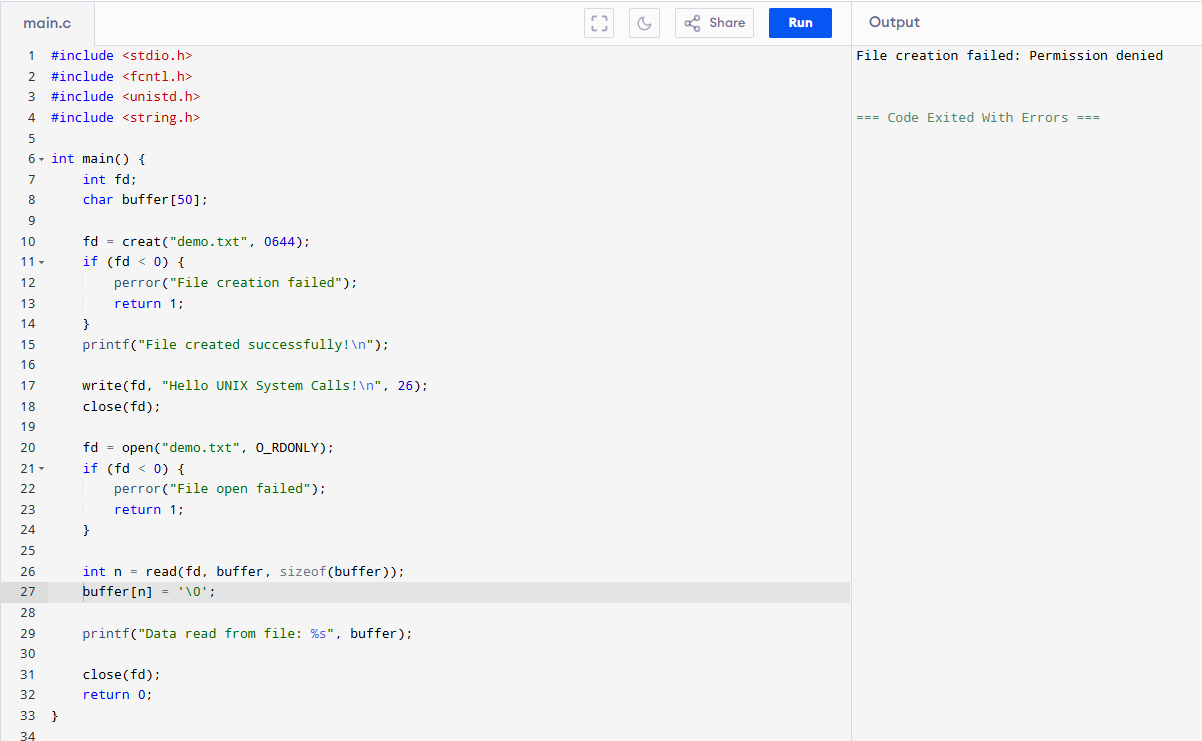 main.c
Share
Run
Output
1 #include <stdio.h>
2 #include <fcntl.h>
3 #include <unistd.h>
4 #include <string.h>
5
6 int main() {
7     int fd;
8     char buffer[50];
9
10     fd = creat("demo.txt", 0644);
11     if (fd < 0) {
12         perror("File creation failed");
13         return 1;
14     }
15     printf("File created successfully!\n");
16
17     write(fd, "Hello UNIX System Calls!\n", 26);
18     close(fd);
19
20     fd = open("demo.txt", O_RDONLY);
21     if (fd < 0) {
22         perror("File open failed");
23         return 1;
24     }
25
26     int n = read(fd, buffer, sizeof(buffer));
27     buffer[n] = '\0';
28
29     printf("Data read from file: %s", buffer);
30
31     close(fd);
32     return 0;
33 }
34
File creation failed: Permission denied
=== Code Exited With Errors ===